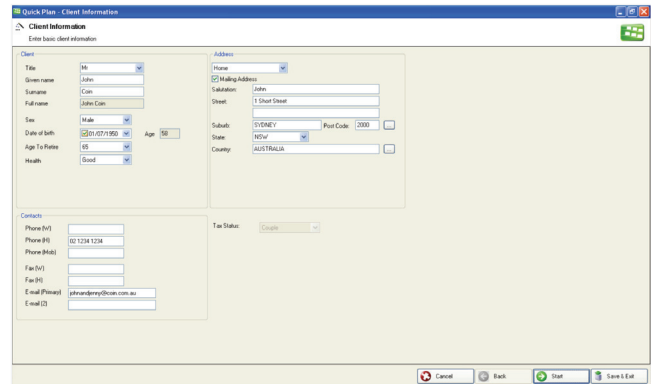 Quick Plan - Client Information
Client Information
Enter basic client information
Client
Title Mr
Given name John
Surname Coin
Full name John Coin
Sex Male
Date of birth 01/07/1950 Age 58
Age To Retire 65
Health Good
Address
Home
Mailing Address
Salutation: John
Street: 1 Short Street
Suburb: SYDNEY Post Code: 2000 ...
State: NSW
Country: AUSTRALIA ...
Contacts
Phone (W)
Phone (H) 02 1234 1234
Phone (Mob)
Fax (W)
Fax (H)
E-mail (Primary) johnandjenny@coin.com.au
E-mail (2)
Tax Status: Couple
Cancel Back Start Save & Exit